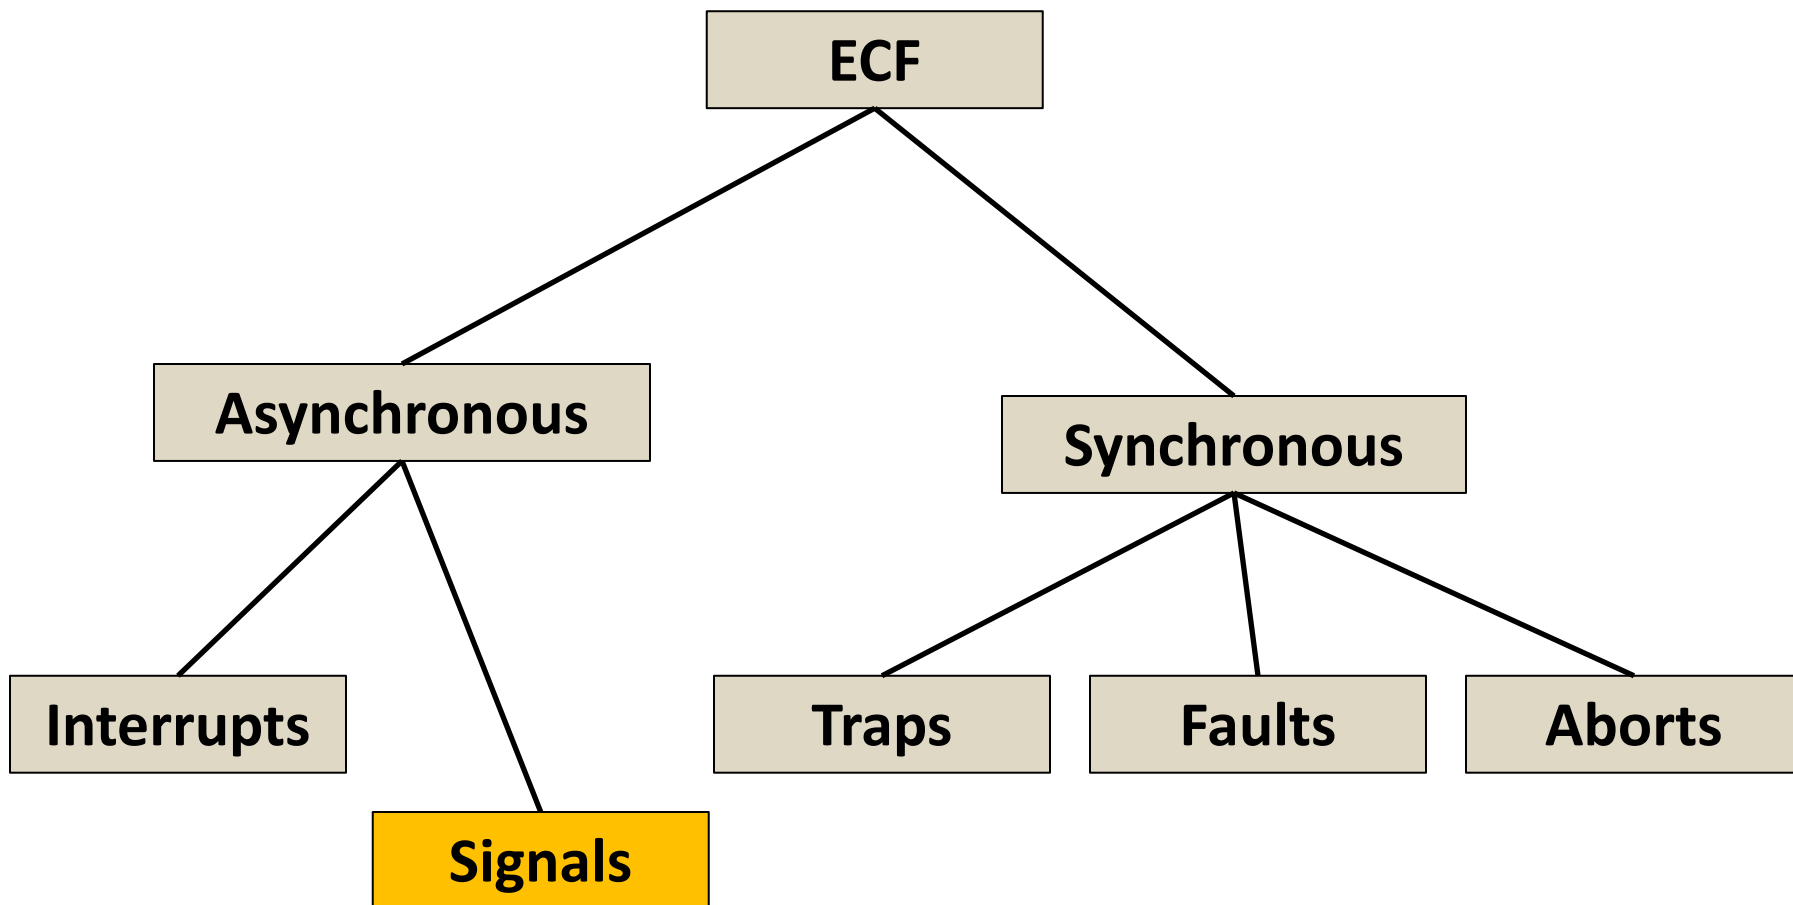 ECF
Asynchronous
Synchronous
Interrupts
Traps
Faults
Aborts
Signals